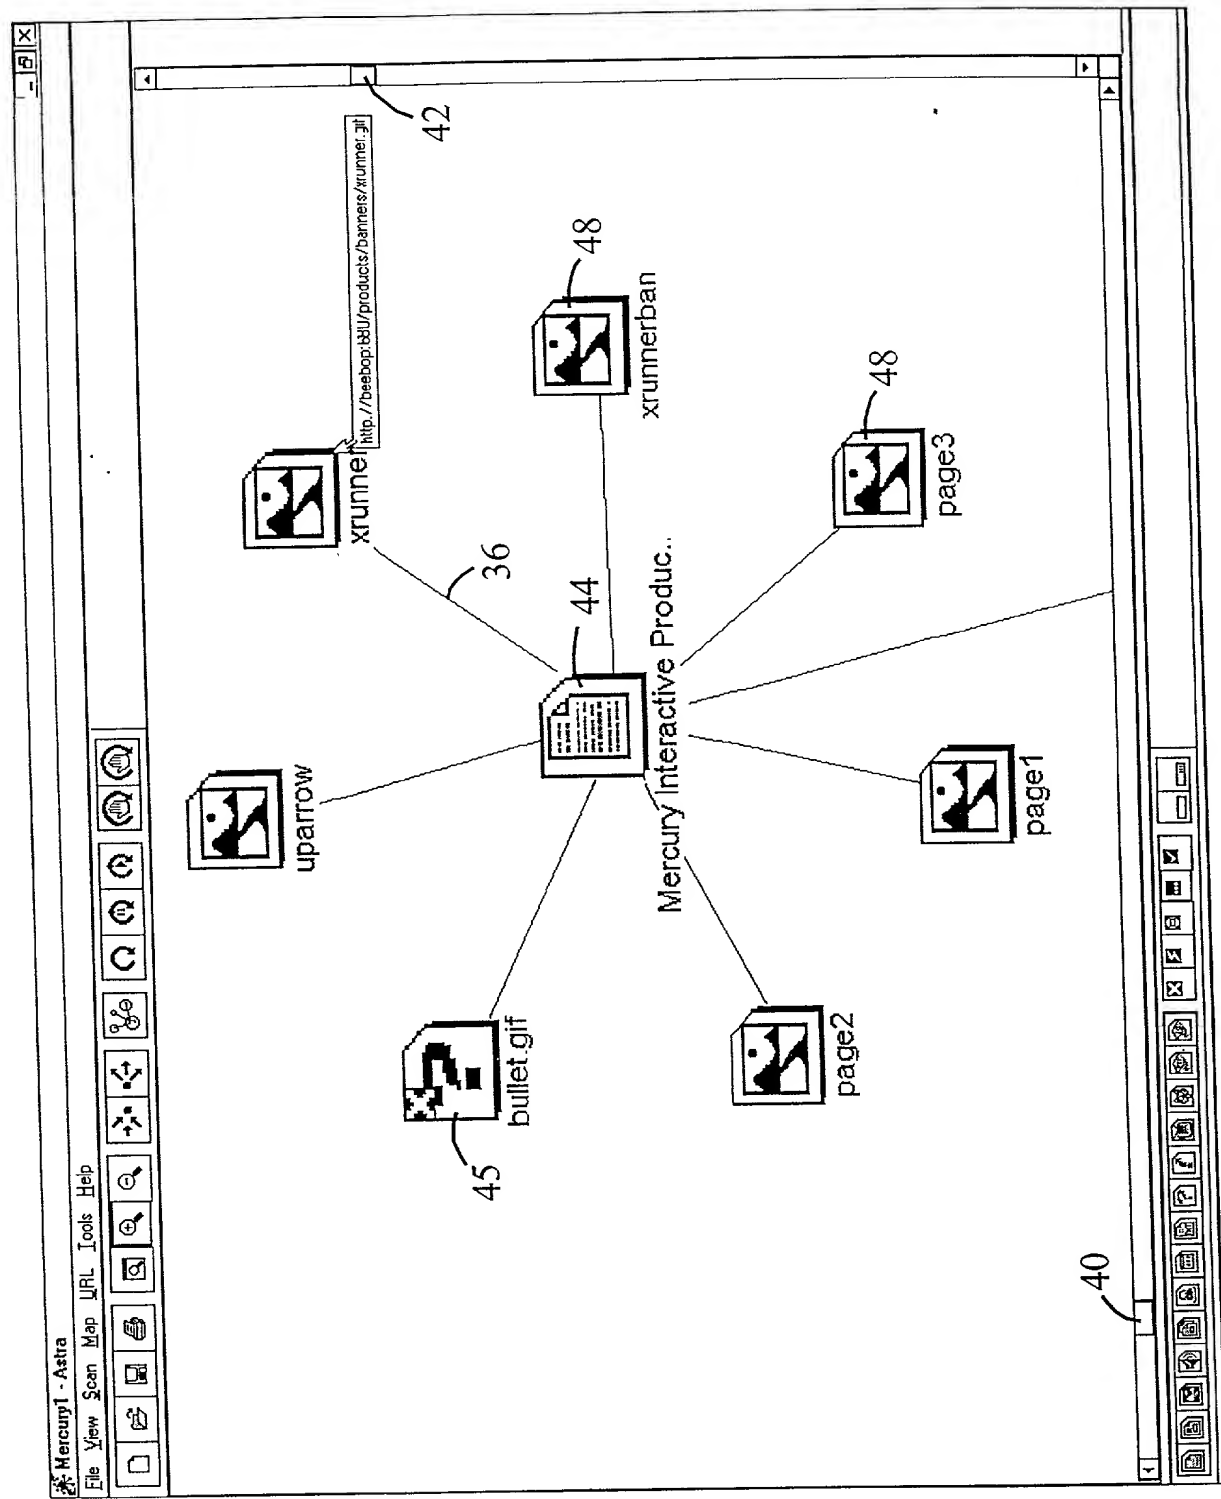 Mercury1 - Astra
File View Scan Map URL Tools Help
uparrow
xrunner
http://beebop:880/products/banners/xrunner.gif
42
36
bullet.gif
45
44
48
xrunnerban
Mercury Interactive Produc..
48
page2
page3
page1
40